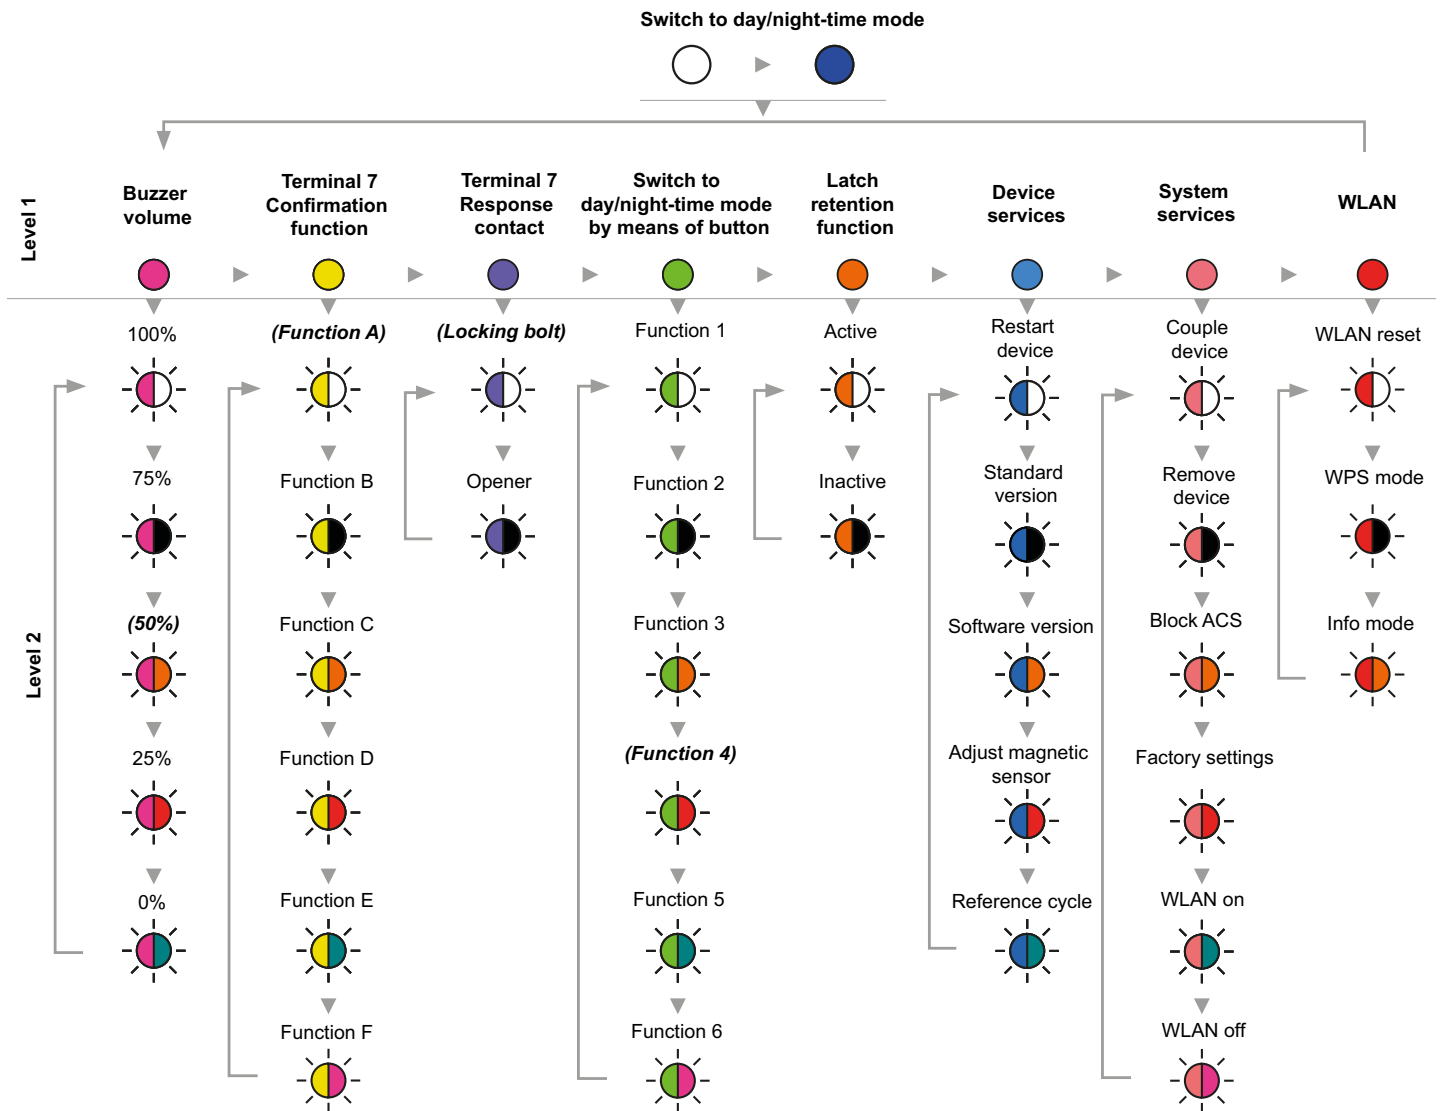 Switch to day/night-time mode
Level 1
Buzzer
volume
Terminal 7
Confirmation
function
Terminal 7
Response
contact
Switch to
day/night-time mode
by means of button
Latch
retention
function
Device
services
System
services
WLAN
Level 2
100%
75%
(50%)
25%
0%
(Function A)
Function B
Function C
Function D
Function E
Function F
(Locking bolt)
Opener
Function 1
Function 2
Function 3
(Function 4)
Function 5
Function 6
Active
Inactive
Restart
device
Standard
version
Software version
Adjust magnetic
sensor
Reference cycle
Couple
device
Remove
device
Block ACS
Factory settings
WLAN on
WLAN off
WLAN reset
WPS mode
Info mode